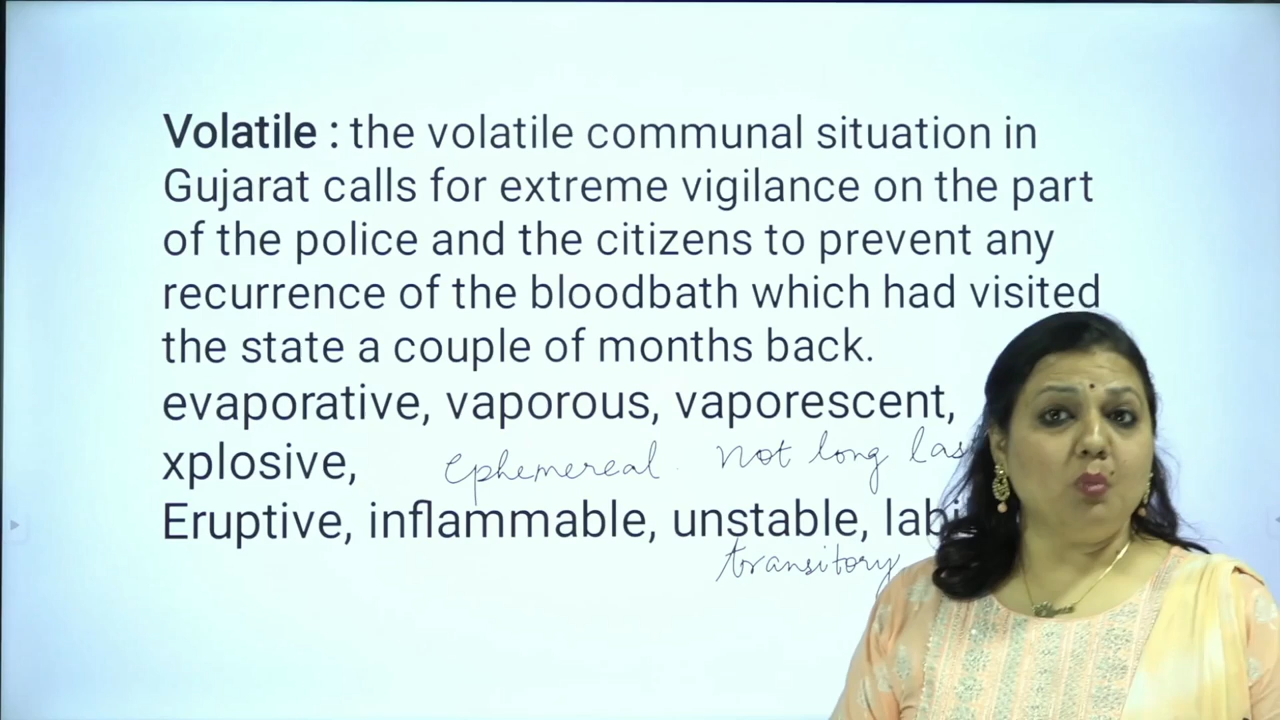 Volatile : the volatile communal situation in
Gujarat calls for extreme vigilance on the part
of the police and the citizens to prevent any
recurrence of the bloodbath which had visited
the state a couple of months back.
evaporative, vaporous, vaporescent,
xplosive, ephemereal. not long las
Eruptive, inflammable, unstable, labi
transitory